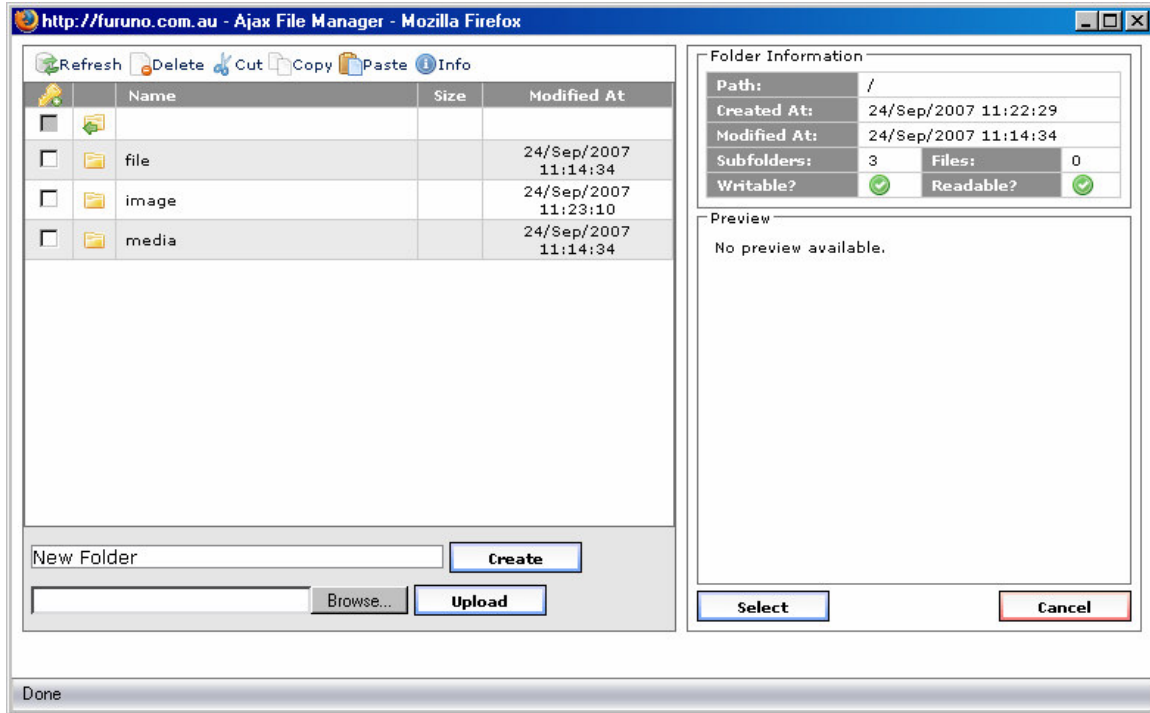 http://furuno.com.au - Ajax File Manager - Mozilla Firefox
Refresh Delete Cut Copy Paste Info
Name Size Modified At
file 24/Sep/2007 11:14:34
image 24/Sep/2007 11:23:10
media 24/Sep/2007 11:14:34
New Folder Create
Browse... Upload
Folder Information
Path: /
Created At: 24/Sep/2007 11:22:29
Modified At: 24/Sep/2007 11:14:34
Subfolders: 3 Files: 0
Writable? Readable?
Preview
No preview available.
Select Cancel
Done